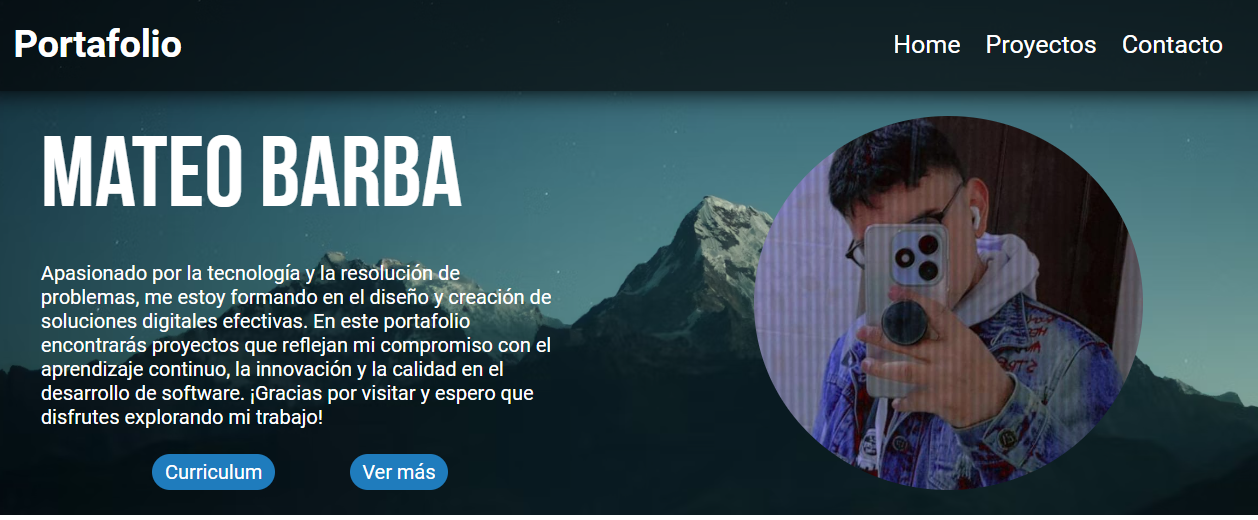 Portafolio
Home Proyectos Contacto
MATEO BARBA
Apasionado por la tecnología y la resolución de
problemas, me estoy formando en el diseño y creación de
soluciones digitales efectivas. En este portafolio
encontrarás proyectos que reflejan mi compromiso con el
aprendizaje continuo, la innovación y la calidad en el
desarrollo de software. ¡Gracias por visitar y espero que
disfrutes explorando mi trabajo!
Curriculum Ver más